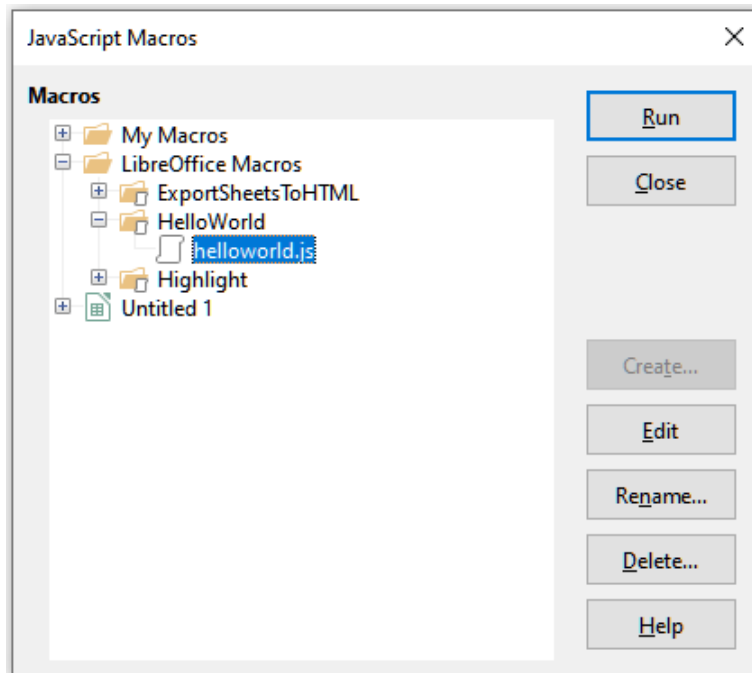 JavaScript Macros
Macros
My Macros
LibreOffice Macros
ExportSheetsToHTML
HelloWorld
helloworld.js
Highlight
Untitled 1
Run
Close
Create...
Edit
Rename...
Delete...
Help